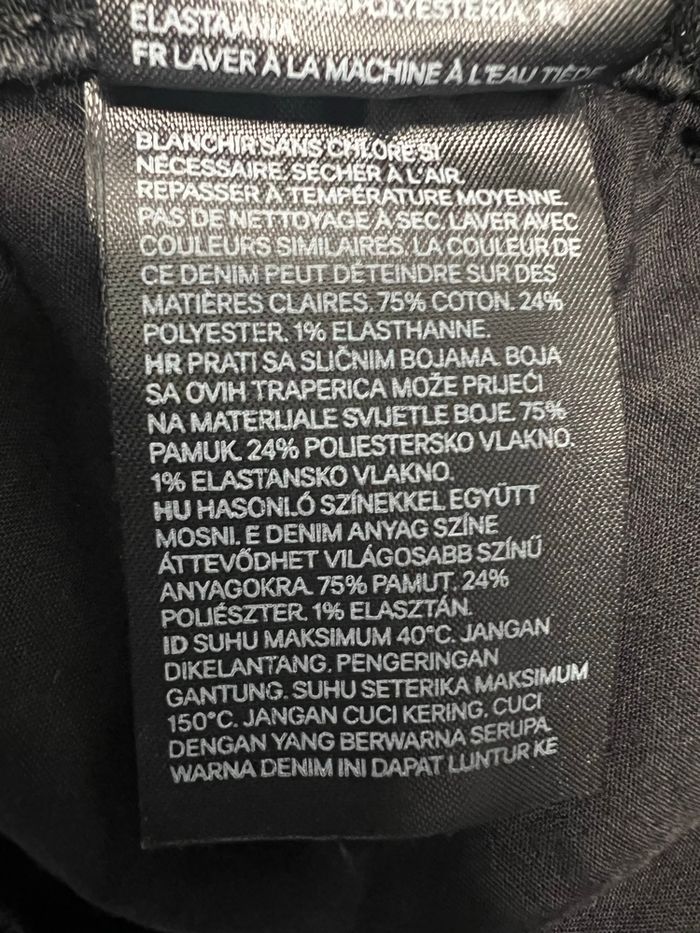 POLYESTERIA, 1%
ELASTAANIA
FR LAVER À LA MACHINE À L'EAU TIÈDE
BLANCHIR SANS CHLORE SI
NÉCESSAIRE. SÉCHER À L'AIR.
REPASSER À TEMPÉRATURE MOYENNE.
PAS DE NETTOYAGE À SEC. LAVER AVEC
COULEURS SIMILAIRES. LA COULEUR DE
CE DENIM PEUT DÉTEINDRE SUR DES
MATIÈRES CLAIRES. 75% COTON. 24%
POLYESTER. 1% ELASTHANNE.
HR PRATI SA SLIČNIM BOJAMA. BOJA
SA OVIH TRAPERICA MOŽE PRIJEĆI
NA MATERIJALE SVIJETLE BOJE. 75%
PAMUK. 24% POLIESTERSKO VLAKNO.
1% ELASTANSKO VLAKNO.
HU HASONLÓ SZÍNEKKEL EGYÜTT
MOSNI. E DENIM ANYAG SZÍNE
ÁTTEVŐDHET VILÁGOSABB SZÍNŰ
ANYAGOKRA. 75% PAMUT. 24%
POLIÉSZTER. 1% ELASZTÁN.
ID SUHU MAKSIMUM 40°C. JANGAN
DIKELANTANG. PENGERINGAN
GANTUNG. SUHU SETERIKA MAKSIMUM
150°C. JANGAN CUCI KERING. CUCI
DENGAN YANG BERWARNA SERUPA.
WARNA DENIM INI DAPAT LUNTUR KE